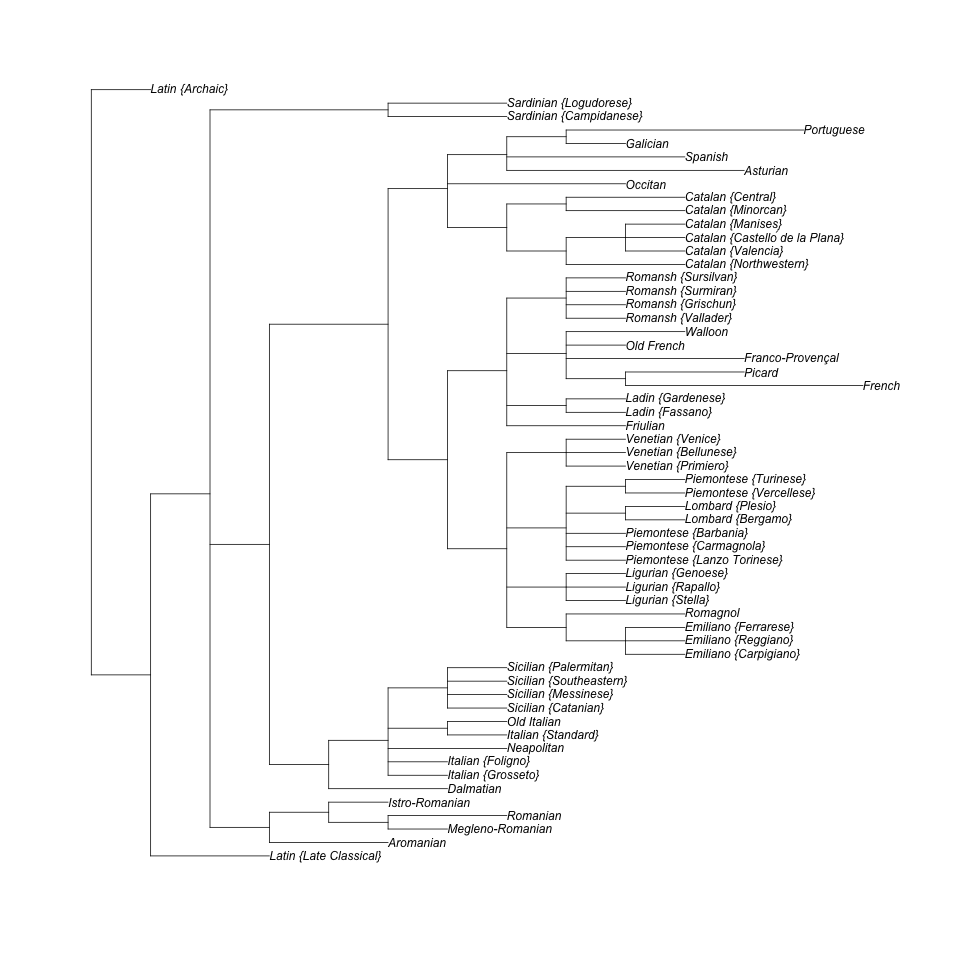 Latin {Archaic}
Sardinian {Logudorese}
Sardinian {Campidanese}
Portuguese
Galician
Spanish
Asturian
Occitan
Catalan {Central}
Catalan {Minorcan}
Catalan {Manises}
Catalan {Castello de la Plana}
Catalan {Valencia}
Catalan {Northwestern}
Romansh {Sursilvan}
Romansh {Surmiran}
Romansh {Grischun}
Romansh {Vallader}
Walloon
Old French
Franco-Provençal
Picard
French
Ladin {Gardenese}
Ladin {Fassano}
Friulian
Venetian {Venice}
Venetian {Bellunese}
Venetian {Primiero}
Piemontese {Turinese}
Piemontese {Vercellese}
Lombard {Plesio}
Lombard {Bergamo}
Piemontese {Barbania}
Piemontese {Carmagnola}
Piemontese {Lanzo Torinese}
Ligurian {Genoese}
Ligurian {Rapallo}
Ligurian {Stella}
Romagnol
Emiliano {Ferrarese}
Emiliano {Reggiano}
Emiliano {Carpigiano}
Sicilian {Palermitan}
Sicilian {Southeastern}
Sicilian {Messinese}
Sicilian {Catanian}
Old Italian
Italian {Standard}
Neapolitan
Italian {Foligno}
Italian {Grosseto}
Dalmatian
Istro-Romanian
Romanian
Megleno-Romanian
Aromanian
Latin {Late Classical}